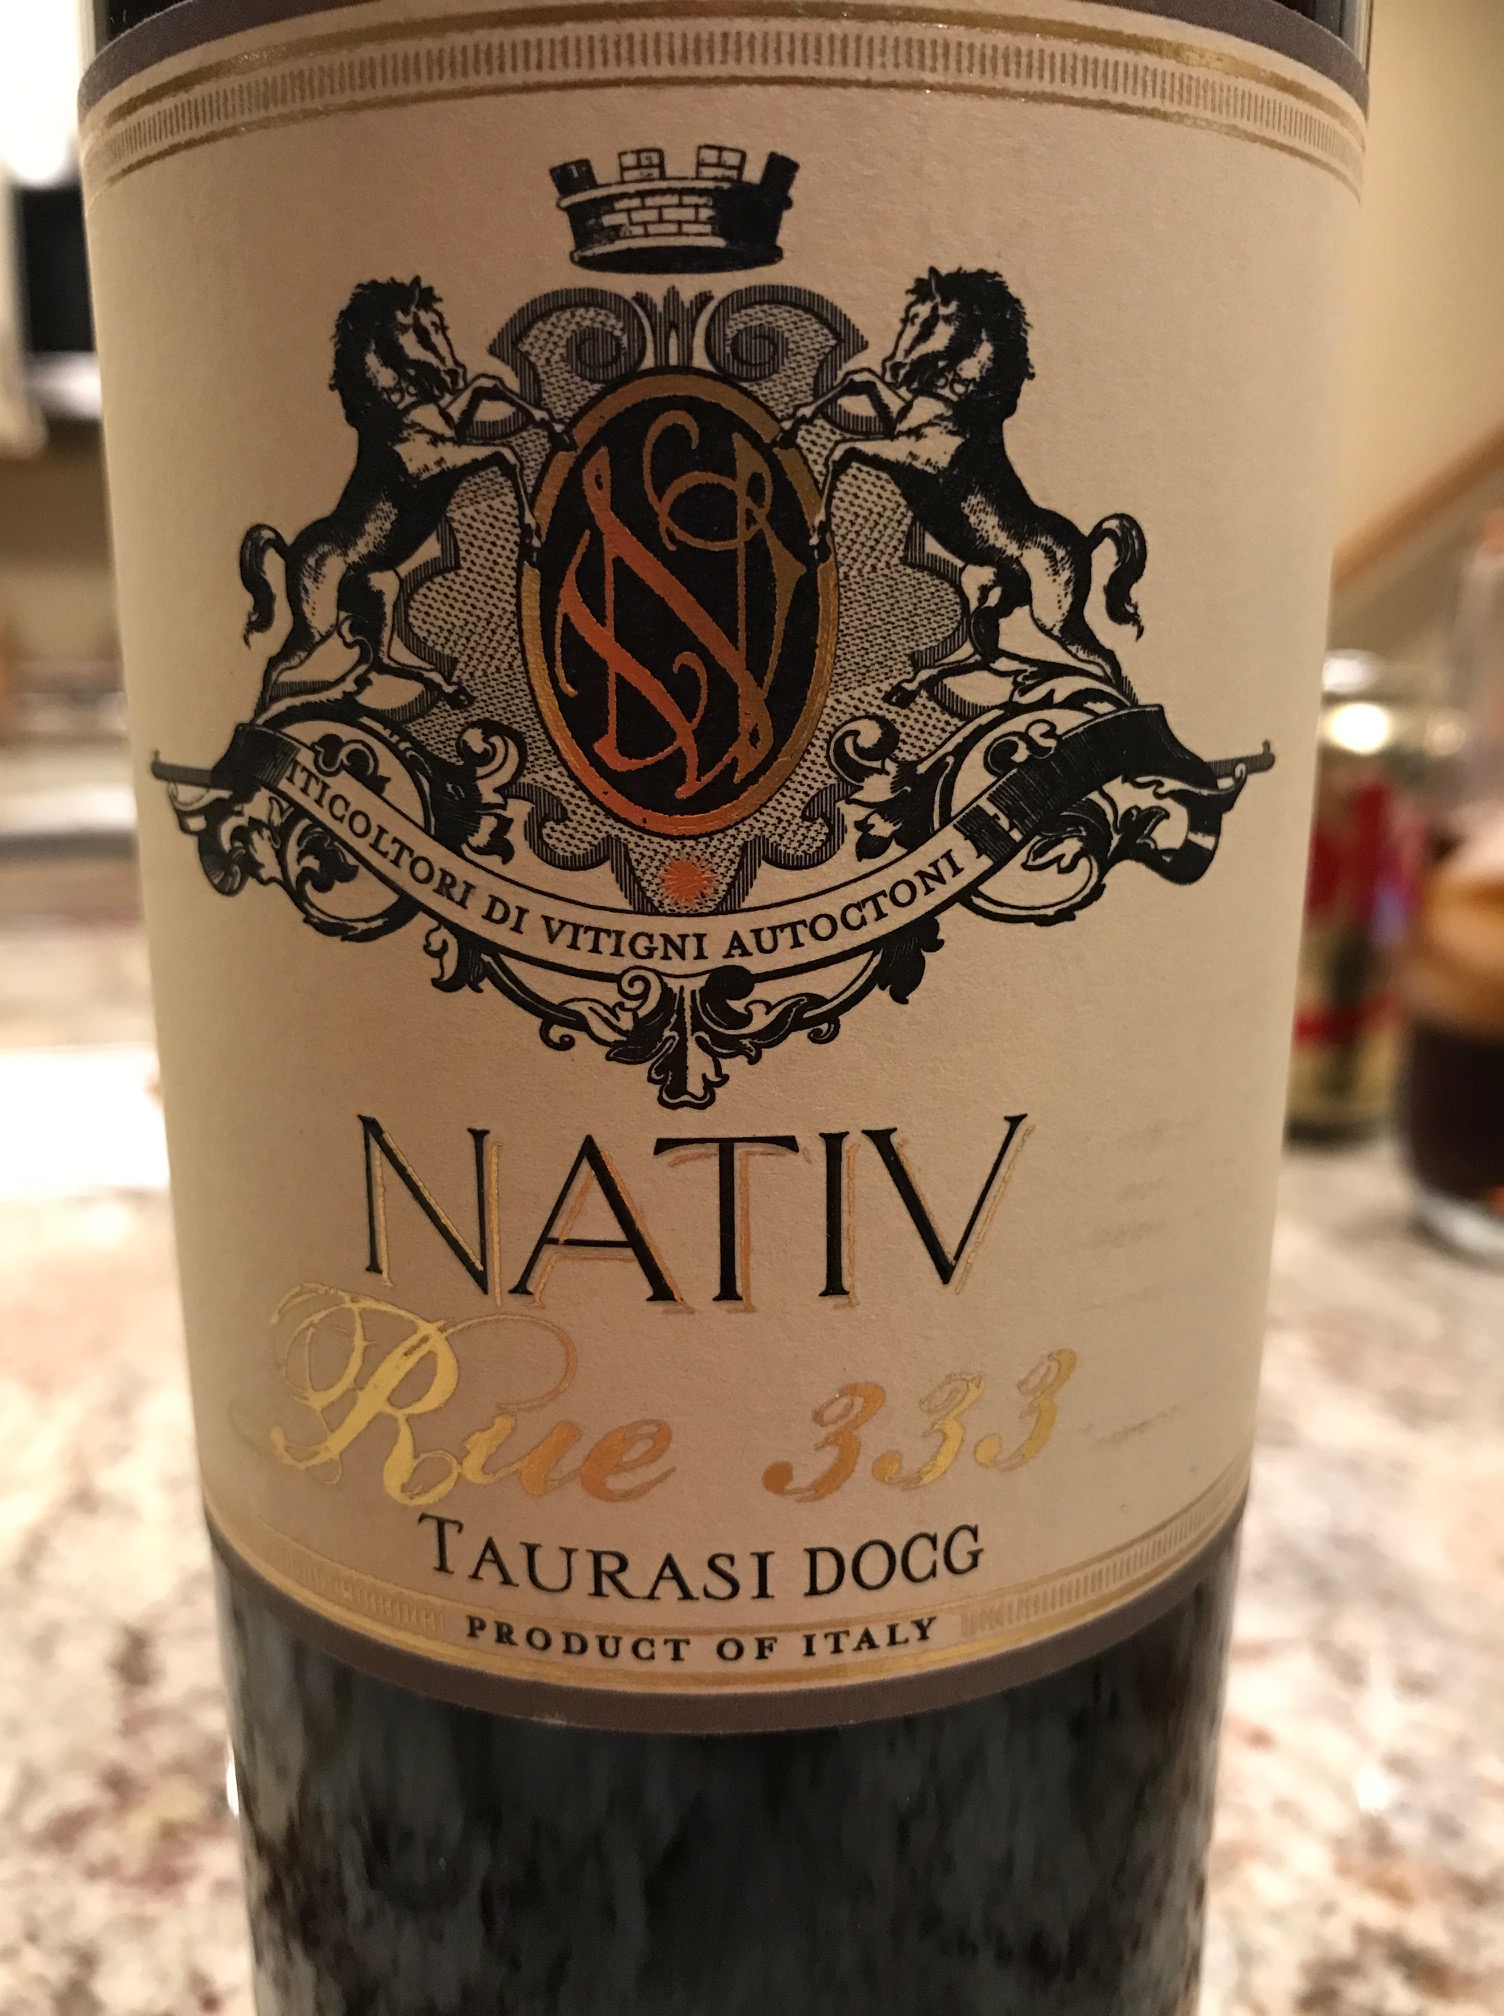 ITICOLTORI DI VITIGNI AUTOCTONI
NATIV
Rue 333
TAURASI DOCG
PRODUCT OF ITALY